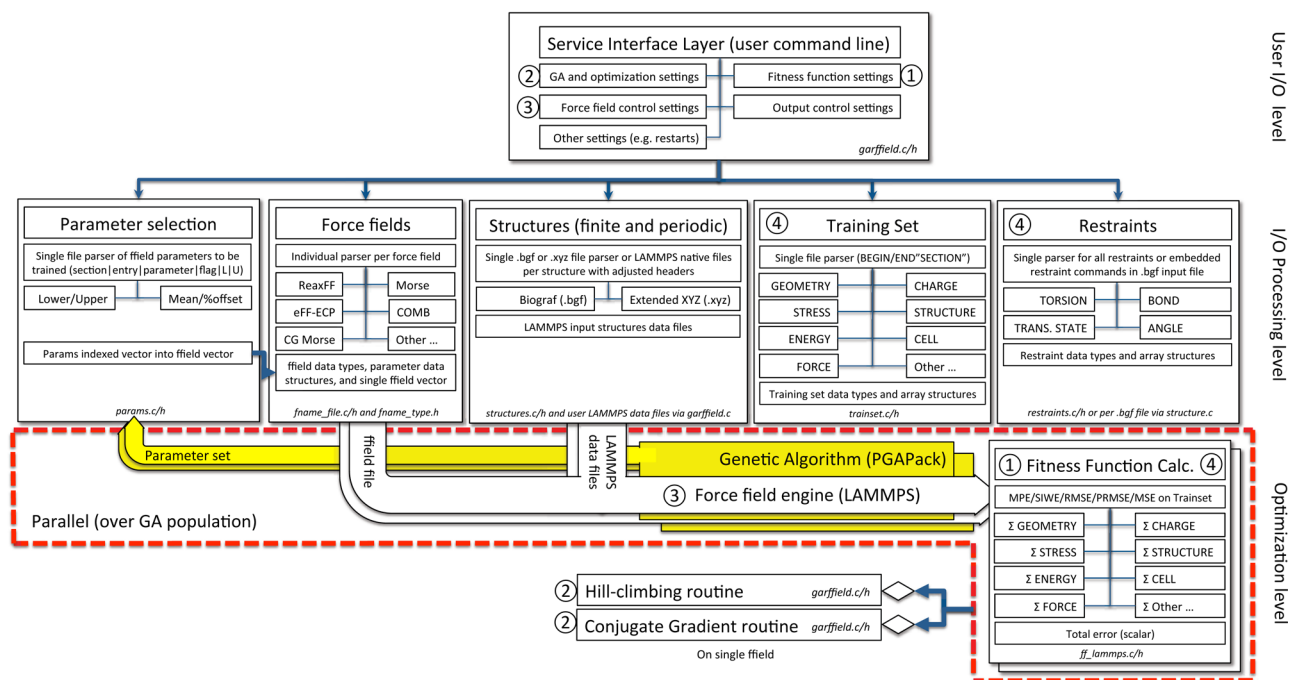 Service Interface Layer (user command line)
② GA and optimization settings
Fitness function settings ①
③ Force field control settings
Output control settings
Other settings (e.g. restarts)
garffield.c/h
User I/O level
Parameter selection
Single file parser of ffield parameters to be
trained (section|entry|parameter|flag|L|U)
Lower/Upper
Mean/%offset
Params indexed vector into ffield vector
params.c/h
Force fields
Individual parser per force field
ReaxFF
Morse
eFF-ECP
COMB
CG Morse
Other ...
ffield data types, parameter data
structures, and single ffield vector
fname_file.c/h and fname_type.h
Structures (finite and periodic)
Single .bgf or .xyz file parser or LAMMPS native files
per structure with adjusted headers
Biograf (.bgf)
Extended XYZ (.xyz)
LAMMPS input structures data files
structures.c/h and user LAMMPS data files via garffield.c
④ Training Set
Single file parser (BEGIN/END"SECTION")
GEOMETRY
CHARGE
STRESS
STRUCTURE
ENERGY
CELL
FORCE
Other ...
Training set data types and array structures
trainset.c/h
④ Restraints
Single parser for all restraints or embedded
restraint commands in .bgf input file
TORSION
BOND
TRANS. STATE
ANGLE
Restraint data types and array structures
restraints.c/h or per .bgf file via structure.c
I/O Processing level
Parameter set
ffield file
LAMMPS
data files
Genetic Algorithm (PGAPack)
③ Force field engine (LAMMPS)
Parallel (over GA population)
① Fitness Function Calc. ④
MPE/SIWE/RMSE/PRMSE/MSE on Trainset
Σ GEOMETRY
Σ CHARGE
Σ STRESS
Σ STRUCTURE
Σ ENERGY
Σ CELL
Σ FORCE
Σ Other ...
Total error (scalar)
ff_lammps.c/h
② Hill-climbing routine garffield.c/h
② Conjugate Gradient routine garffield.c/h
On single ffield
Optimization level